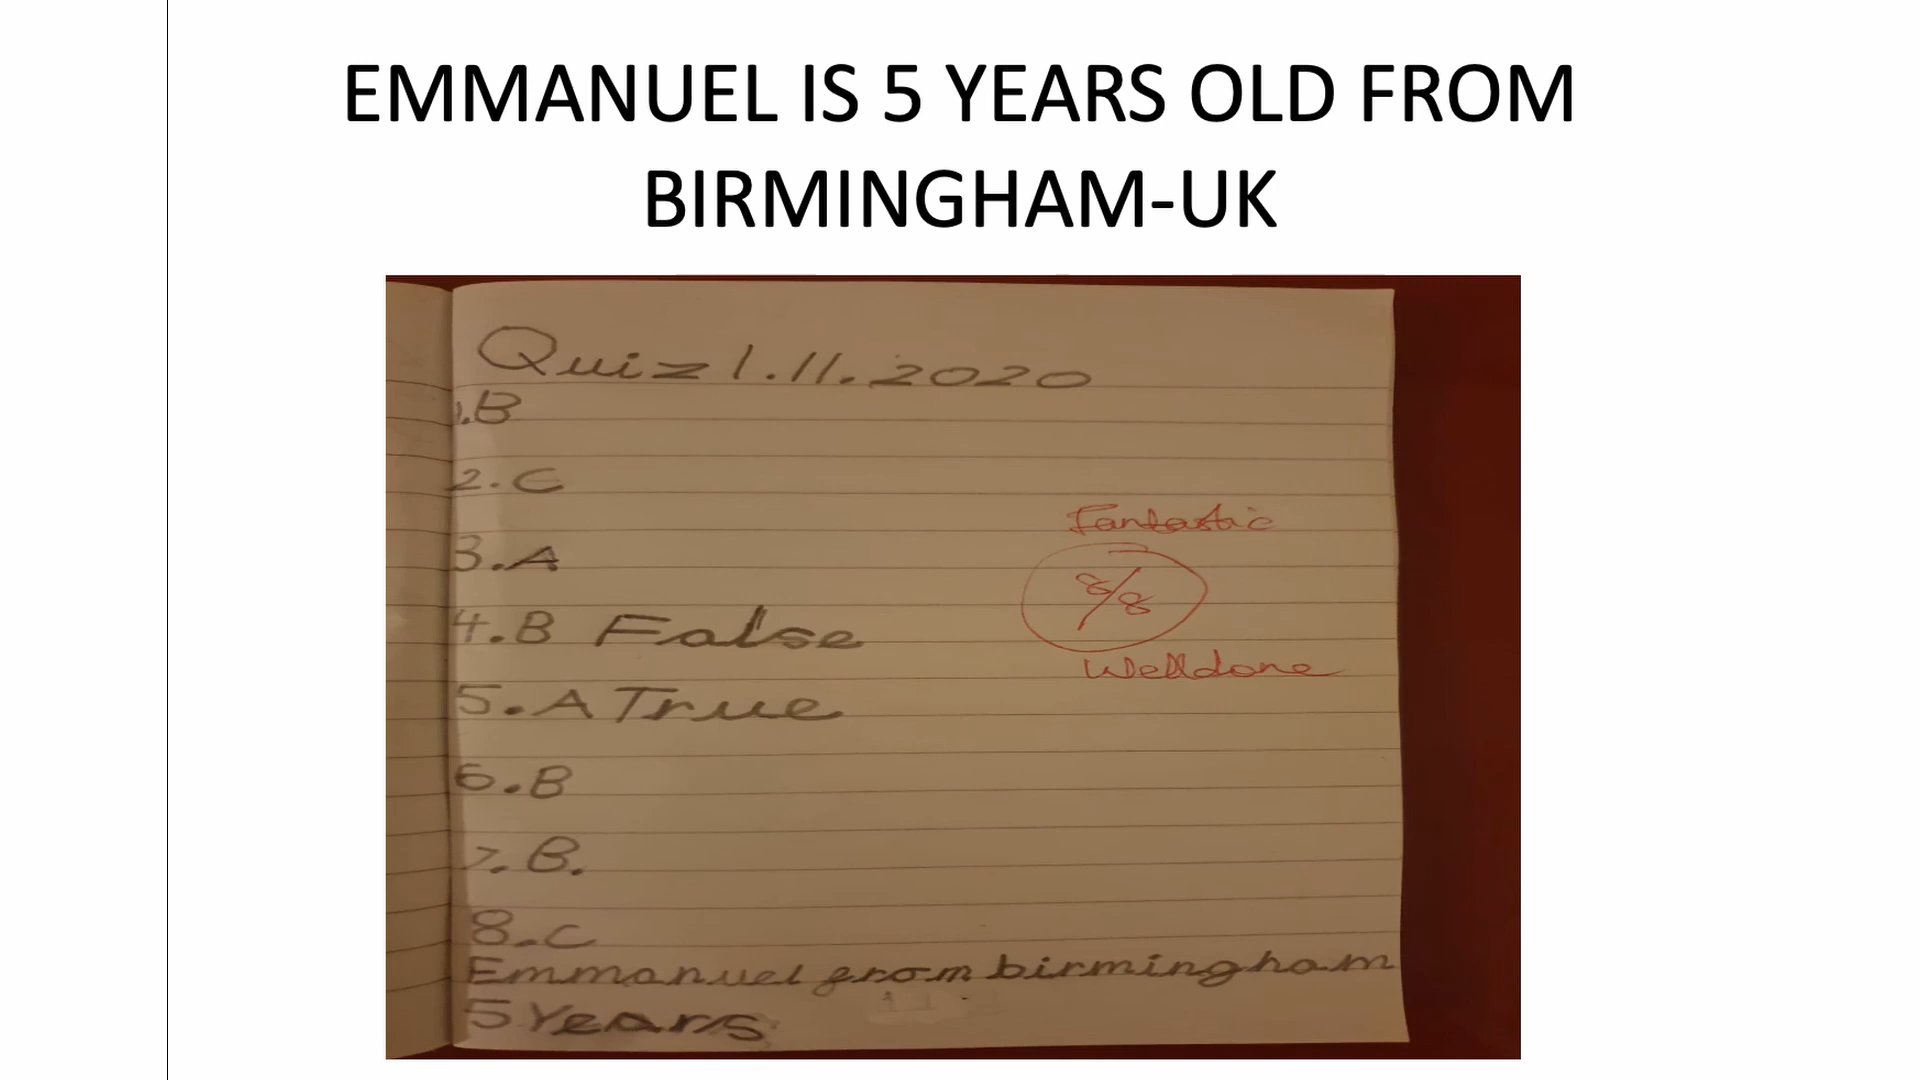 EMMANUEL IS 5 YEARS OLD FROM
BIRMINGHAM-UK
Quiz 1.11.2020
1.B
2.C
3.A
Fantastic
8/8
4.B False
Welldone
5.A True
6.B
7.B.
8.C
Emmanuel from birmingham
5 Years